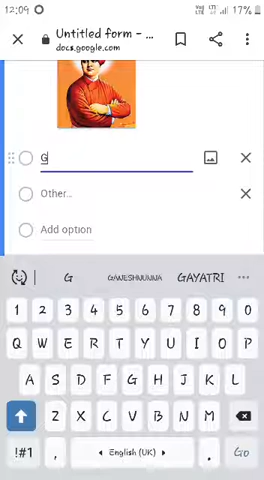 12:09 17%
Untitled form - ...
docs.google.com
G
Other...
Add option
G GANESHMUNNA GAYATRI ...
1 2 3 4 5 6 7 8 9 0
Q W E R T Y U I O P
A S D F G H J K L
Z X C V B N M
!#1 , English (UK) . Go